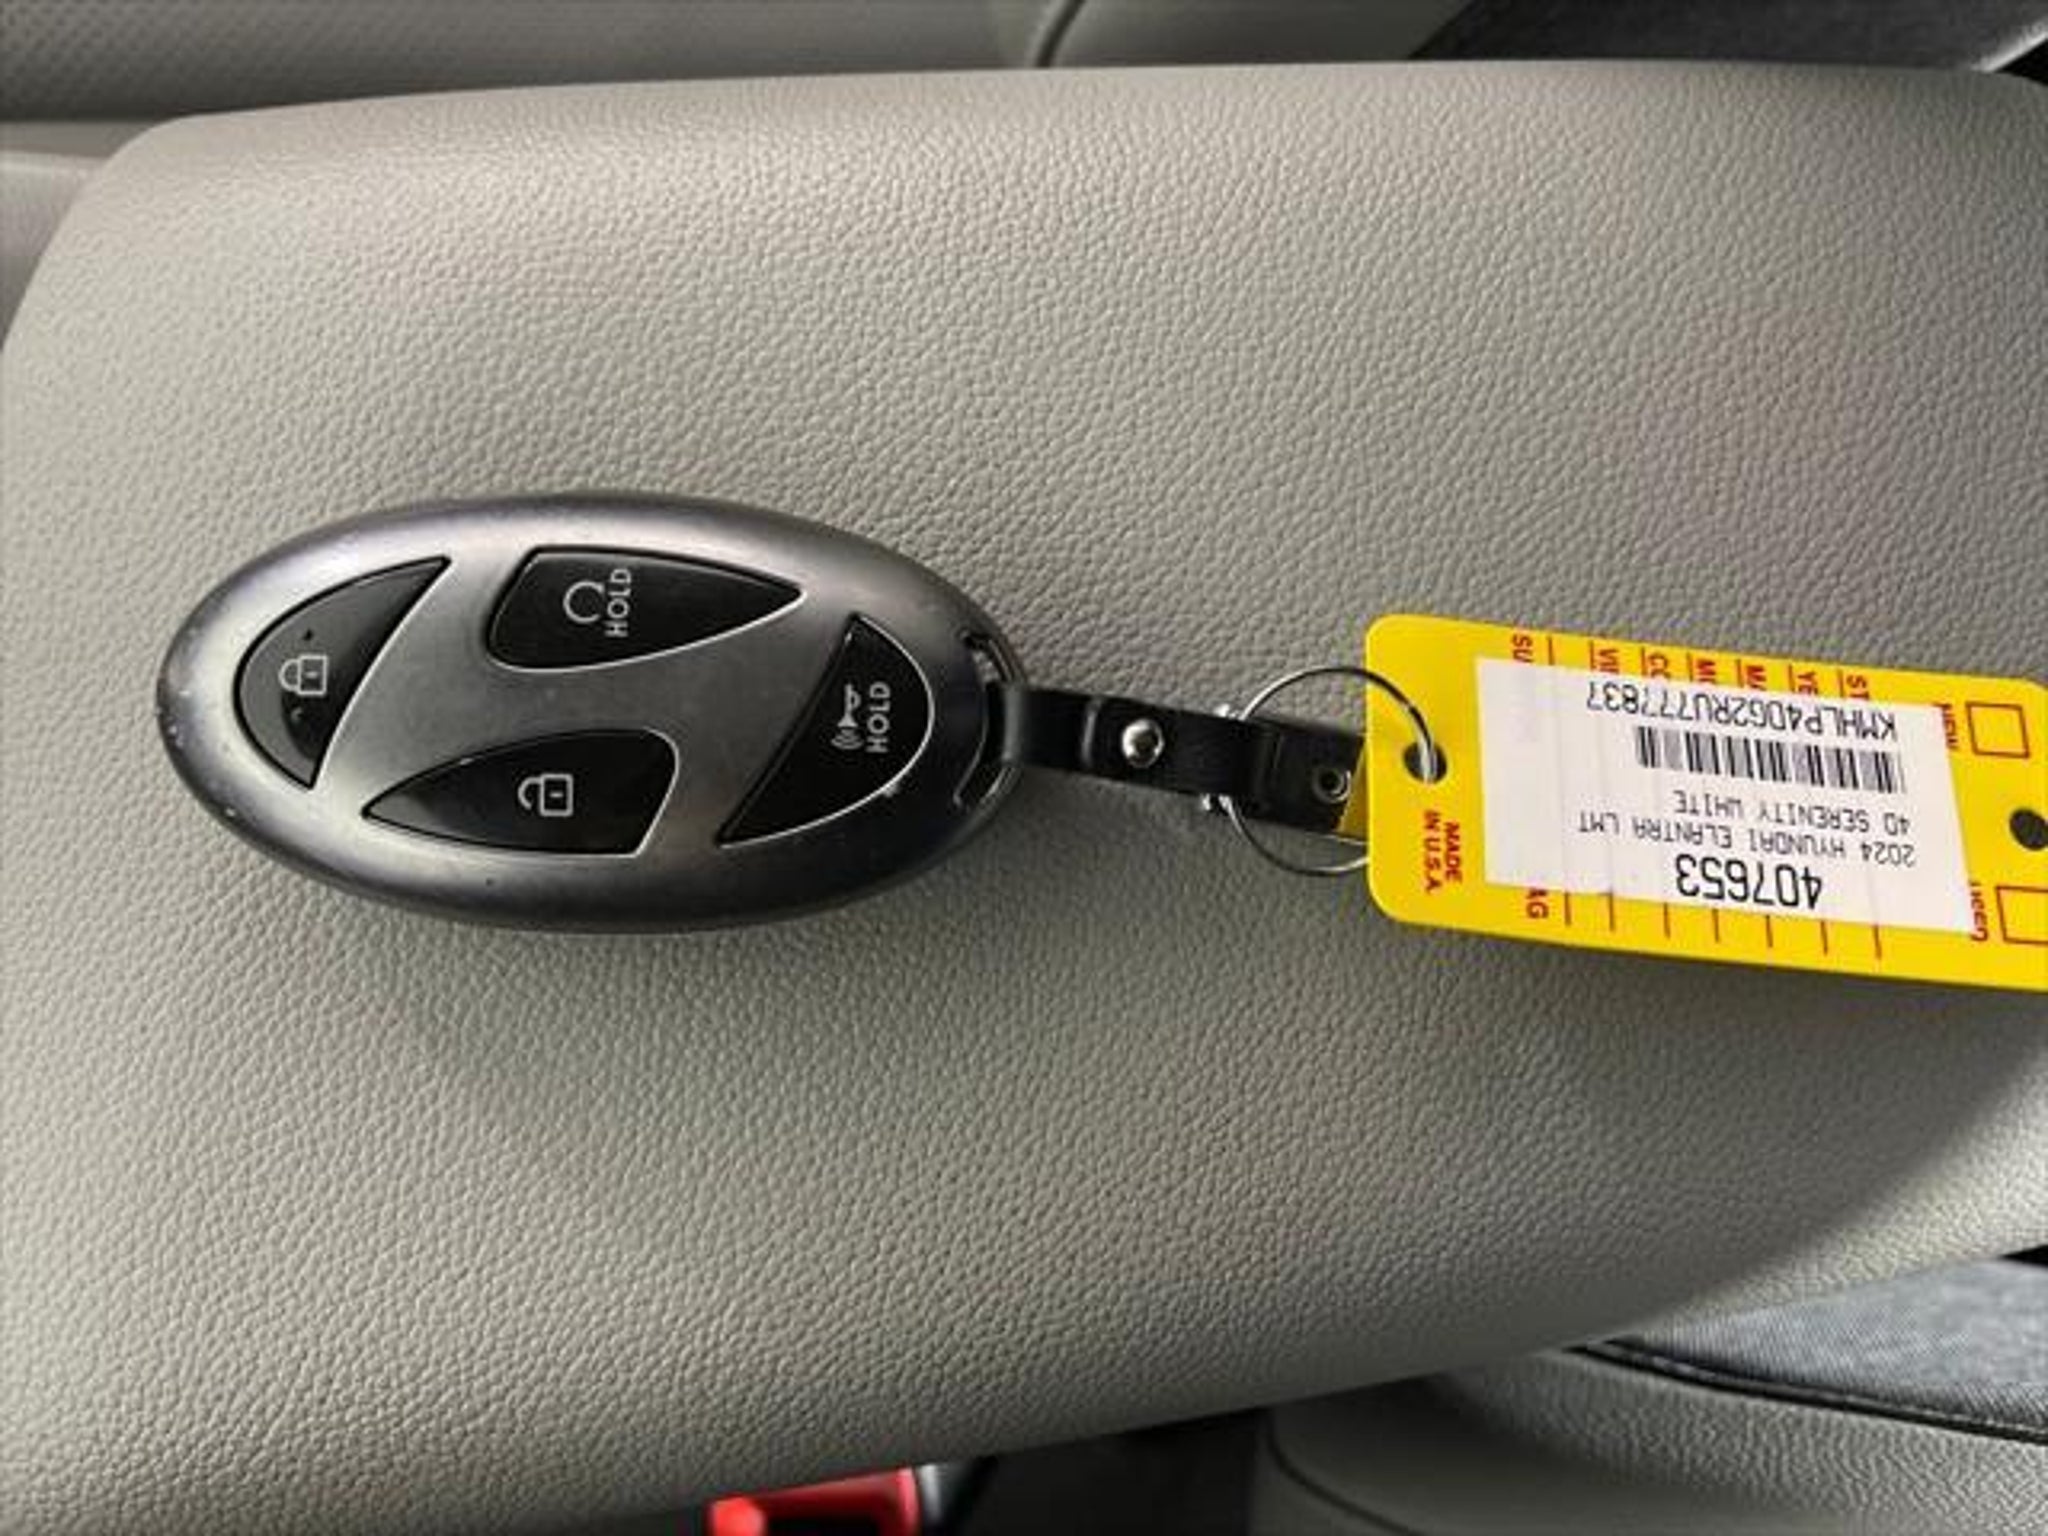 HOLD
HOLD
407653
2024 HYUNDAI ELANTRA LMT
4D SERENITY WHITE
KMHLP4DG2RU777837
MADE
IN U.S.A.